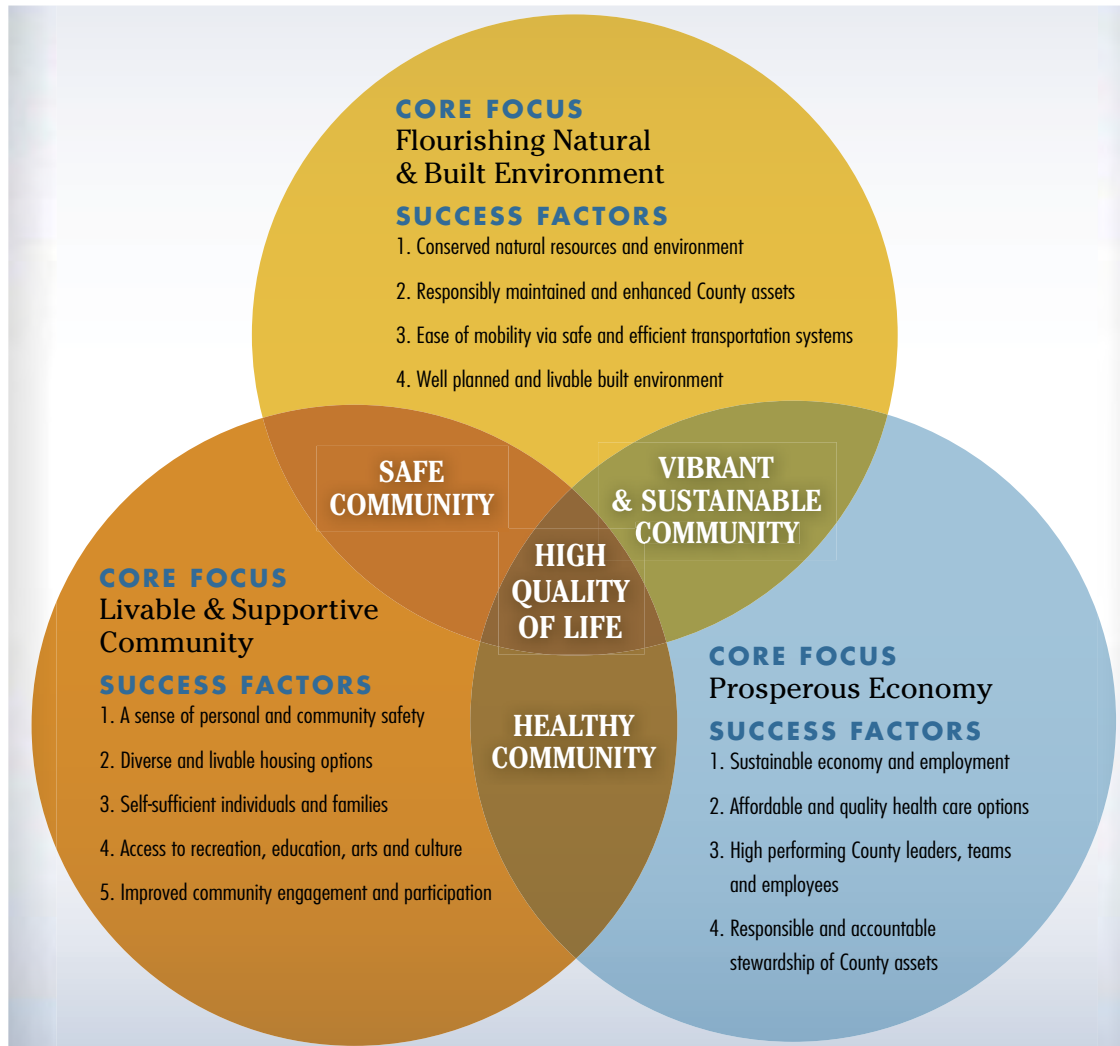 CORE FOCUS
Flourishing Natural
& Built Environment
SUCCESS FACTORS
1. Conserved natural resources and environment
2. Responsibly maintained and enhanced County assets
3. Ease of mobility via safe and efficient transportation systems
4. Well planned and livable built environment
SAFE
COMMUNITY
VIBRANT
& SUSTAINABLE
COMMUNITY
HIGH
QUALITY
OF LIFE
CORE FOCUS
Livable & Supportive
Community
SUCCESS FACTORS
1. A sense of personal and community safety
2. Diverse and livable housing options
3. Self-sufficient individuals and families
4. Access to recreation, education, arts and culture
5. Improved community engagement and participation
HEALTHY
COMMUNITY
CORE FOCUS
Prosperous Economy
SUCCESS FACTORS
1. Sustainable economy and employment
2. Affordable and quality health care options
3. High performing County leaders, teams
and employees
4. Responsible and accountable
stewardship of County assets